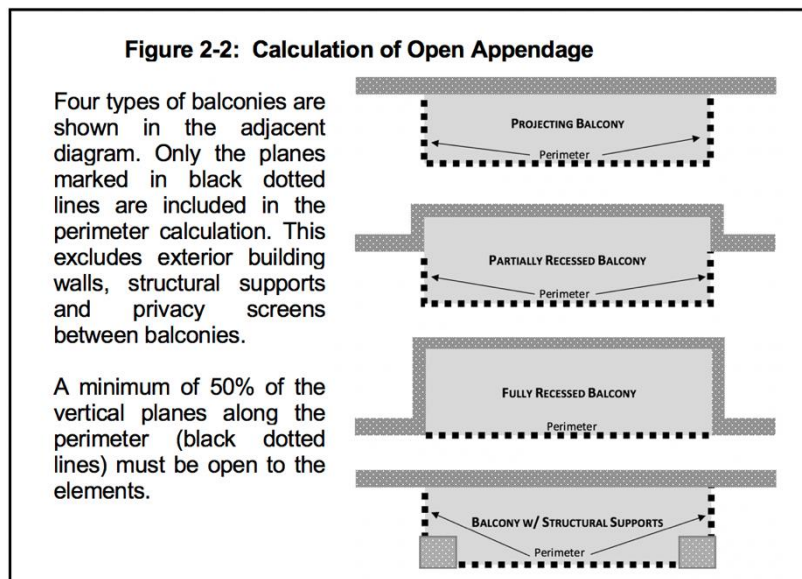 Figure 2-2: Calculation of Open Appendage
Four types of balconies are
shown in the adjacent
diagram. Only the planes
marked in black dotted
lines are included in the
perimeter calculation. This
excludes exterior building
walls, structural supports
and privacy screens
between balconies.
A minimum of 50% of the
vertical planes along the
perimeter (black dotted
lines) must be open to the
elements.
PROJECTING BALCONY
Perimeter
PARTIALLY RECESSED BALCONY
Perimeter
FULLY RECESSED BALCONY
Perimeter
BALCONY W/ STRUCTURAL SUPPORTS
Perimeter